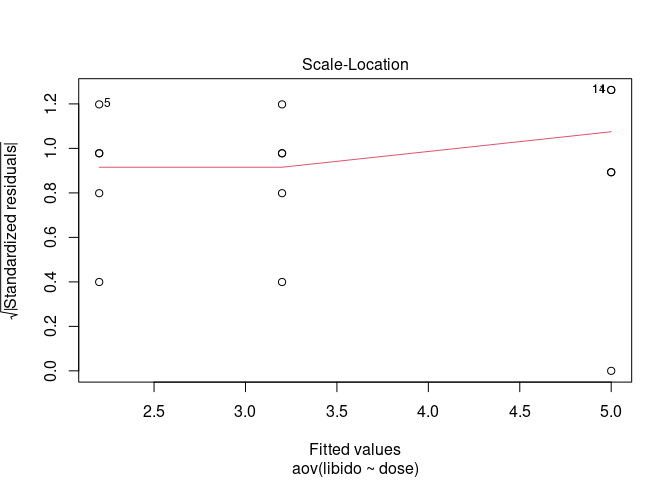 Scale-Location
1.2
1.0
0.8
0.6
0.4
0.2
0.0
√|Standardized residuals|
5
2.5 3.0 3.5 4.0 4.5 5.0
Fitted values
aov(libido ~ dose)